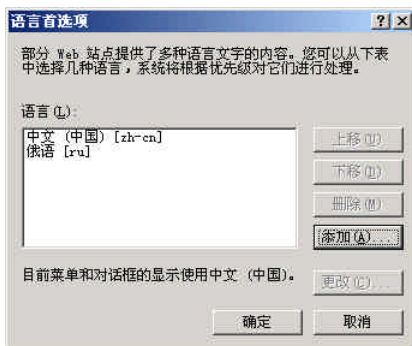 语言首选项
部分 Web 站点提供了多种语言文字的内容。您可以从下表
中选择几种语言，系统将根据优先级对它们进行处理。
语言(L):
中文 (中国) [zh-cn]
俄语 [ru]
上移(U)
下移(D)
删除(M)
添加(A)...
目前菜单和对话框的显示使用中文 (中国)。
更改(C)...
确定
取消